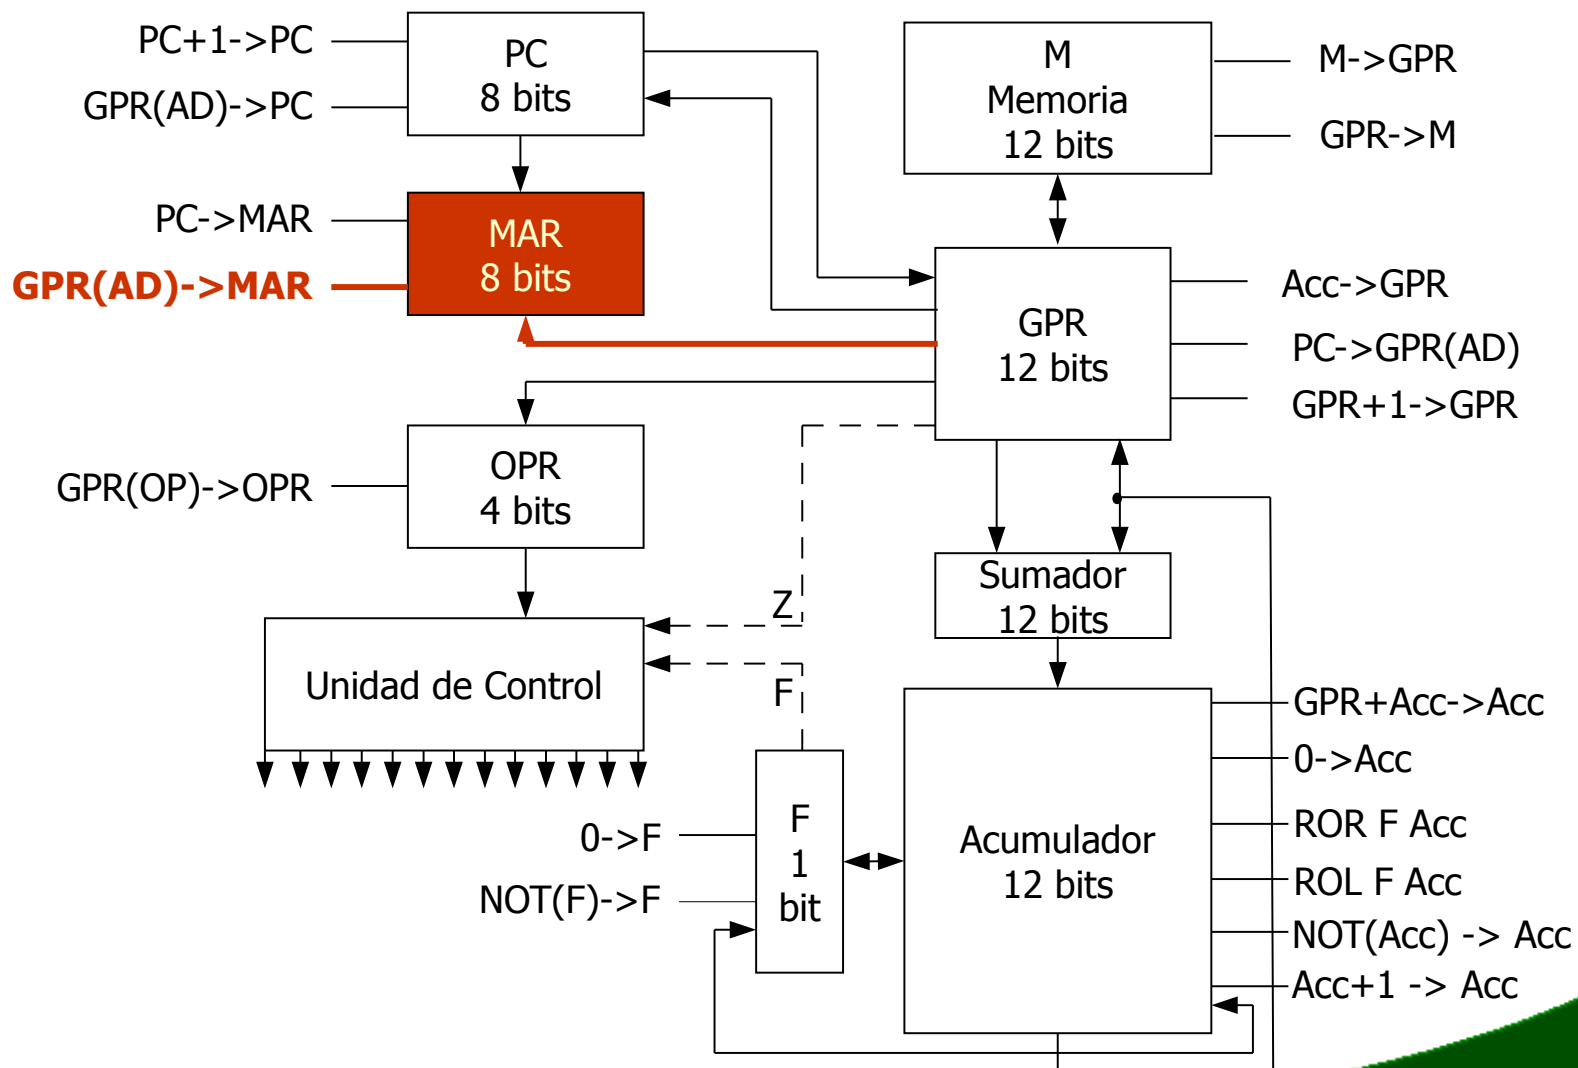 PC+1->PC
GPR(AD)->PC
PC
8 bits
M
Memoria
12 bits
M->GPR
GPR->M
PC->MAR
GPR(AD)->MAR
MAR
8 bits
GPR
12 bits
Acc->GPR
PC->GPR(AD)
GPR+1->GPR
GPR(OP)->OPR
OPR
4 bits
Sumador
12 bits
Z
F
Unidad de Control
0->F
NOT(F)->F
F
1
bit
Acumulador
12 bits
GPR+Acc->Acc
0->Acc
ROR F Acc
ROL F Acc
NOT(Acc) -> Acc
Acc+1 -> Acc